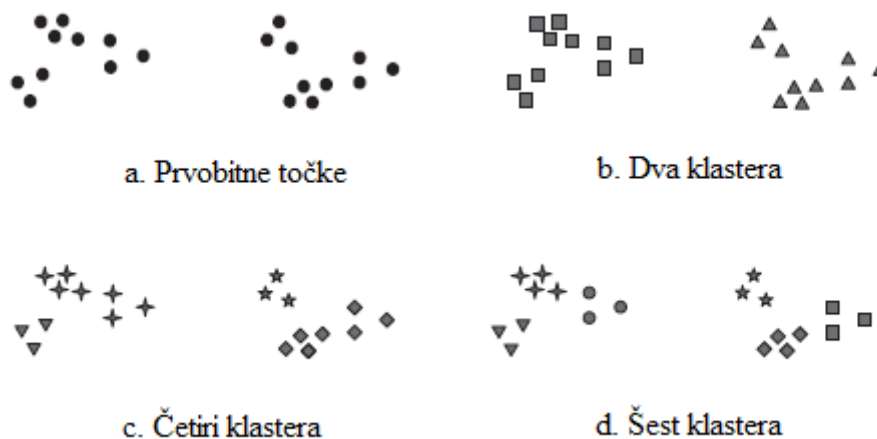 a. Prvobitne točke
b. Dva klastera
c. Četiri klastera
d. Šest klastera